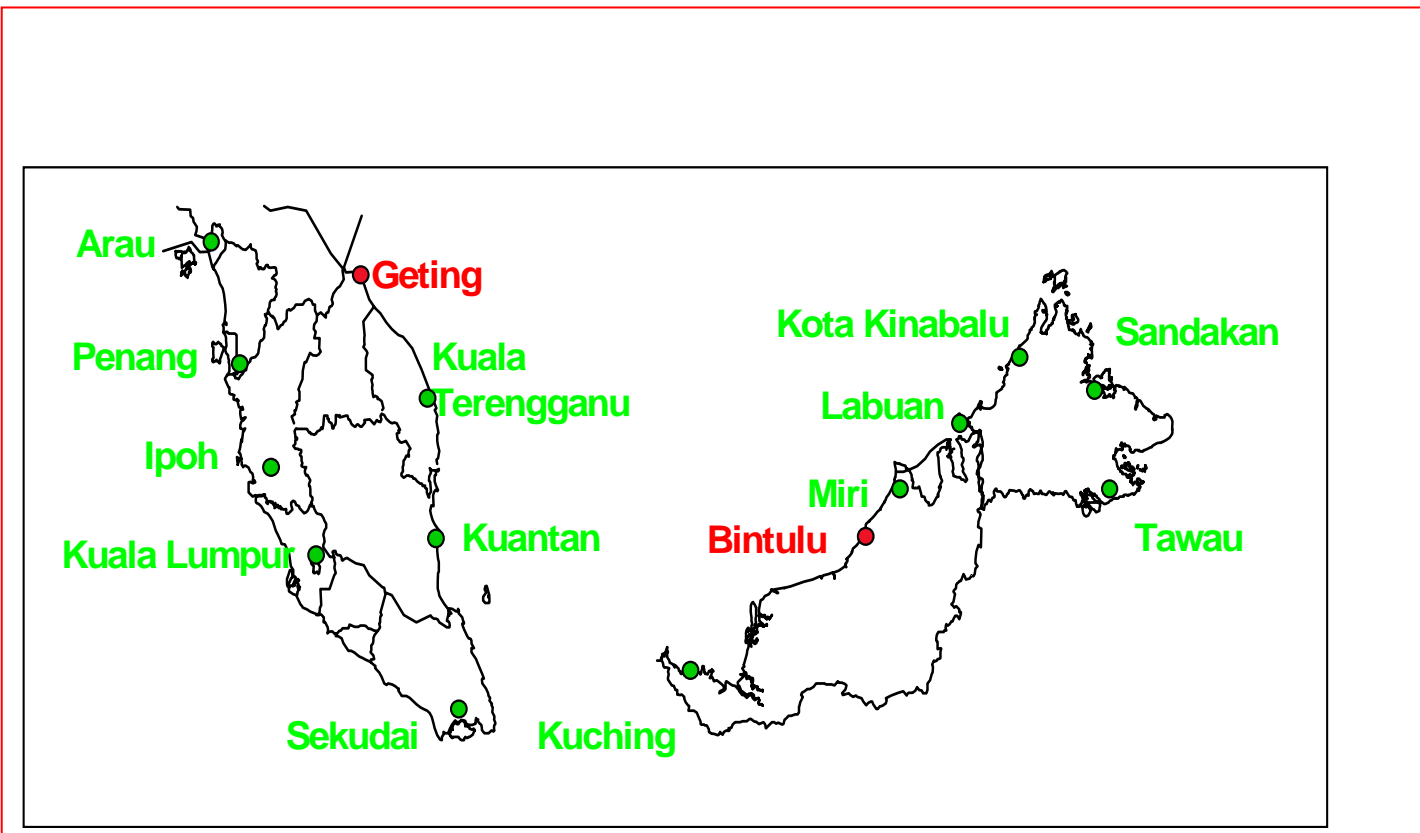 Arau
Geting
Penang
Kuala
Terengganu
Ipoh
Kuala Lumpur
Kuantan
Sekudai
Kota Kinabalu
Sandakan
Labuan
Miri
Bintulu
Tawau
Kuching